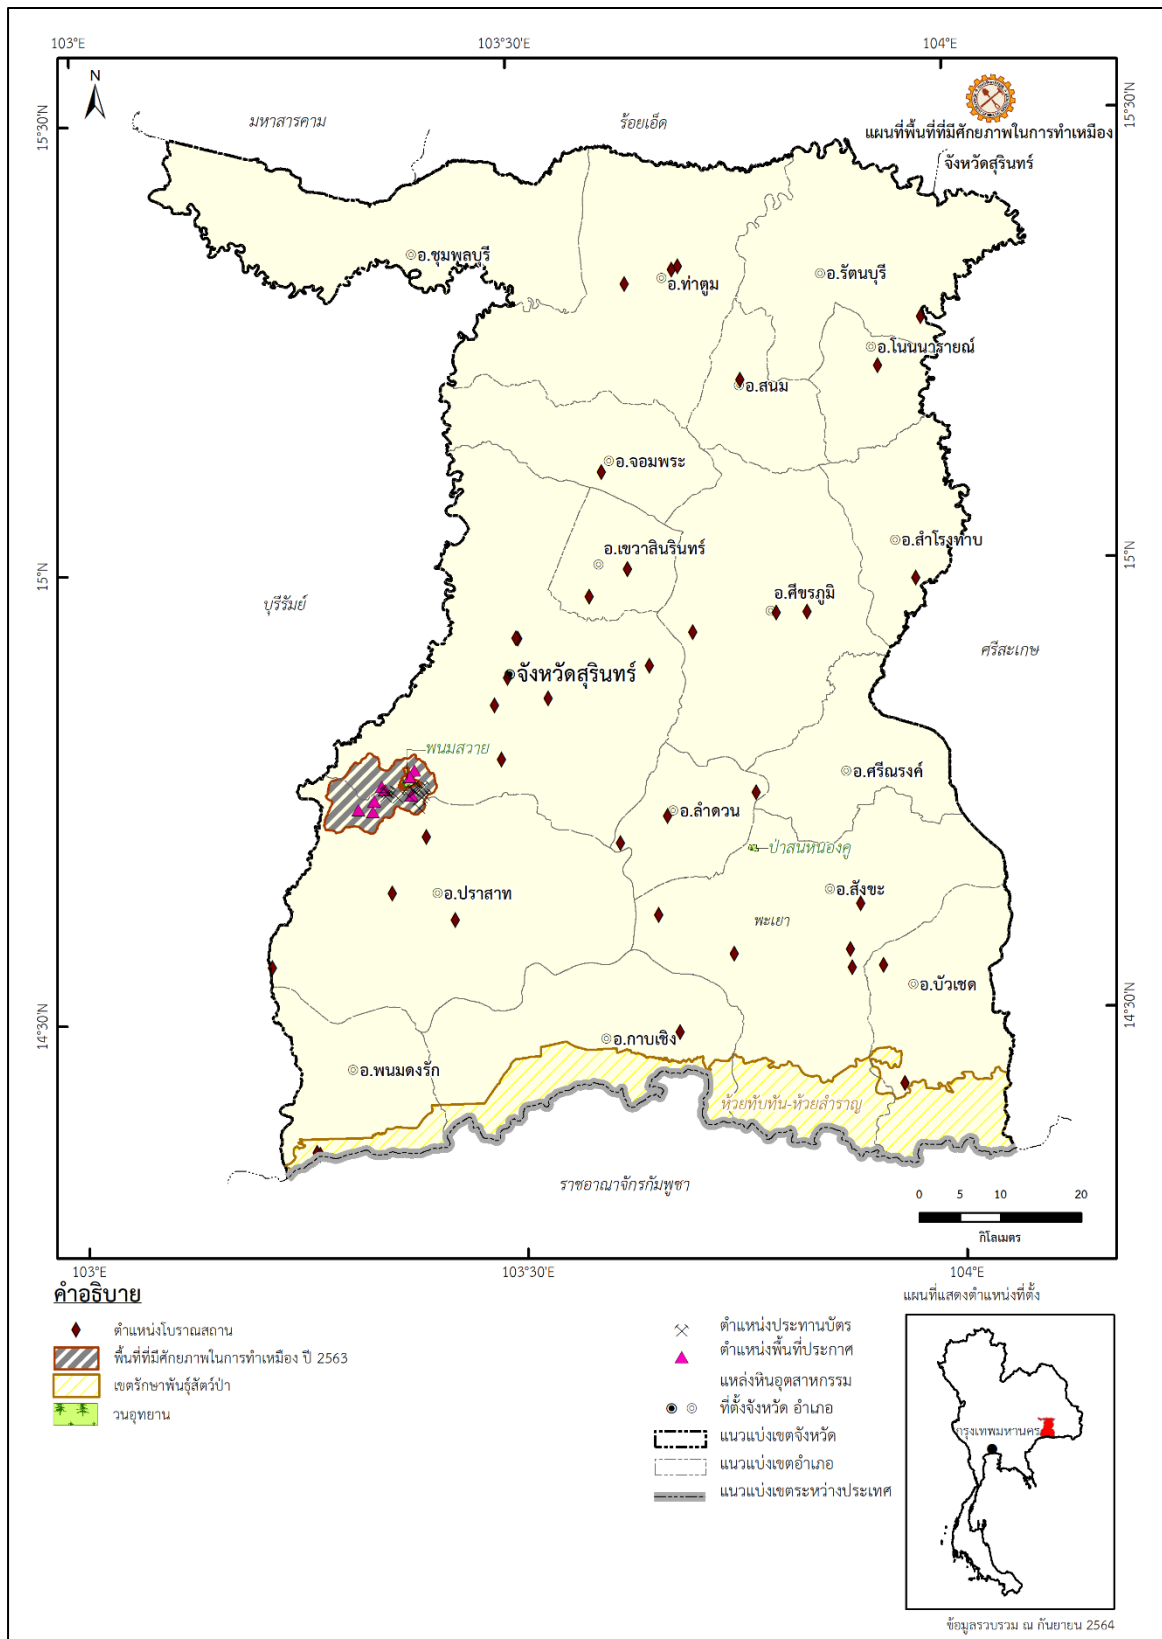 103°E
103°30'E
104°E
N
15°30'N
15°30'N
มหาสารคาม
ร้อยเอ็ด
แผนที่พื้นที่ที่มีศักยภาพในการทำเหมือง
จังหวัดสุรินทร์
อ.ชุมพลบุรี
อ.ท่าตูม
อ.รัตนบุรี
อ.โนนนารายณ์
อ.สนม
อ.จอมพระ
อ.สำโรงทาบ
อ.เขวาสินรินทร์
15°N
15°N
บุรีรัมย์
อ.ศีขรภูมิ
ศรีสะเกษ
จังหวัดสุรินทร์
พนมสวาย
อ.ศรีณรงค์
อ.ลำดวน
ป่าสนหนองคู
อ.ปราสาท
อ.สังขะ
พะเยา
อ.บัวเชด
14°30'N
14°30'N
อ.กาบเชิง
อ.พนมดงรัก
ห้วยทับทัน-ห้วยสำราญ
ราชอาณาจักรกัมพูชา
0 5 10 20
กิโลเมตร
103°E
103°30'E
104°E
คำอธิบาย
ตำแหน่งโบราณสถาน
พื้นที่ที่มีศักยภาพในการทำเหมือง ปี 2563
เขตรักษาพันธุ์สัตว์ป่า
วนอุทยาน
ตำแหน่งประทานบัตร
ตำแหน่งพื้นที่ประกาศ
แหล่งหินอุตสาหกรรม
ที่ตั้งจังหวัด อำเภอ
แนวแบ่งเขตจังหวัด
แนวแบ่งเขตอำเภอ
แนวแบ่งเขตระหว่างประเทศ
แผนที่แสดงตำแหน่งที่ตั้ง
กรุงเทพมหานคร
ข้อมูลรวบรวม ณ กันยายน 2564